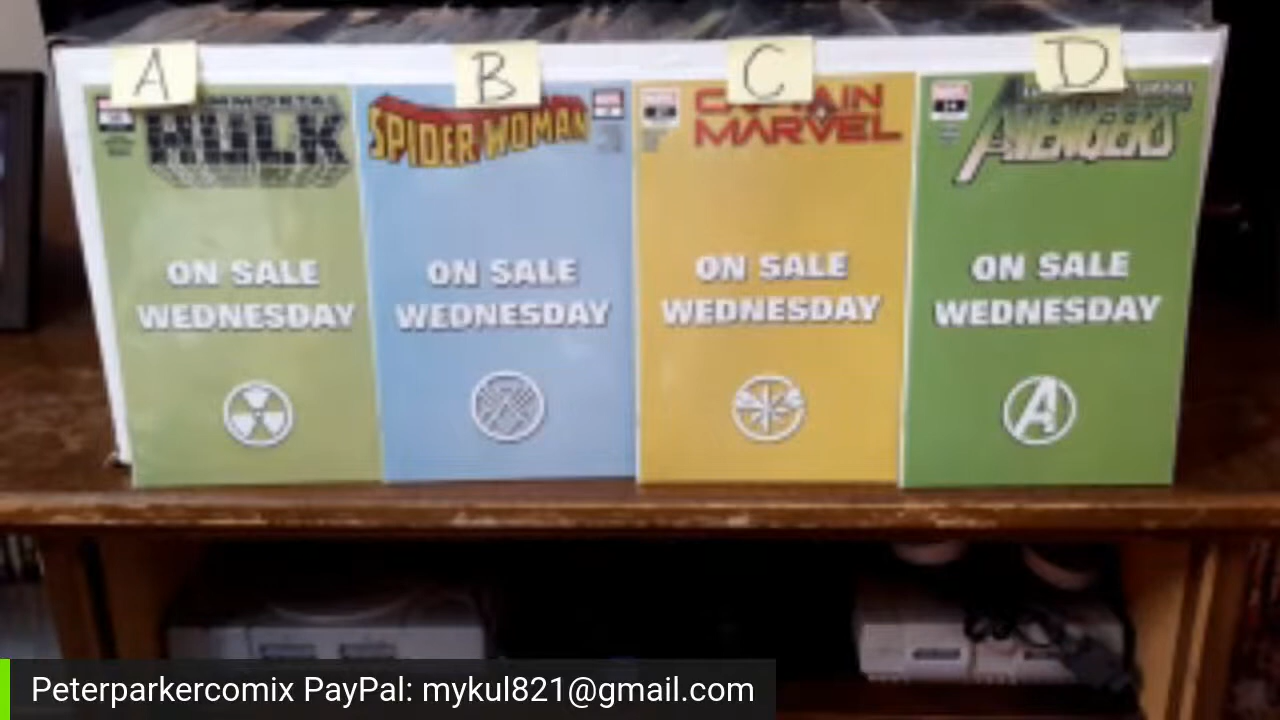 A
B
C
D
IMMORTAL
HULK
SPIDER-WOMAN
CAPTAIN
MARVEL
AVENGERS
ON SALE
WEDNESDAY
ON SALE
WEDNESDAY
ON SALE
WEDNESDAY
ON SALE
WEDNESDAY
Peterparkercomix PayPal: mykul821@gmail.com